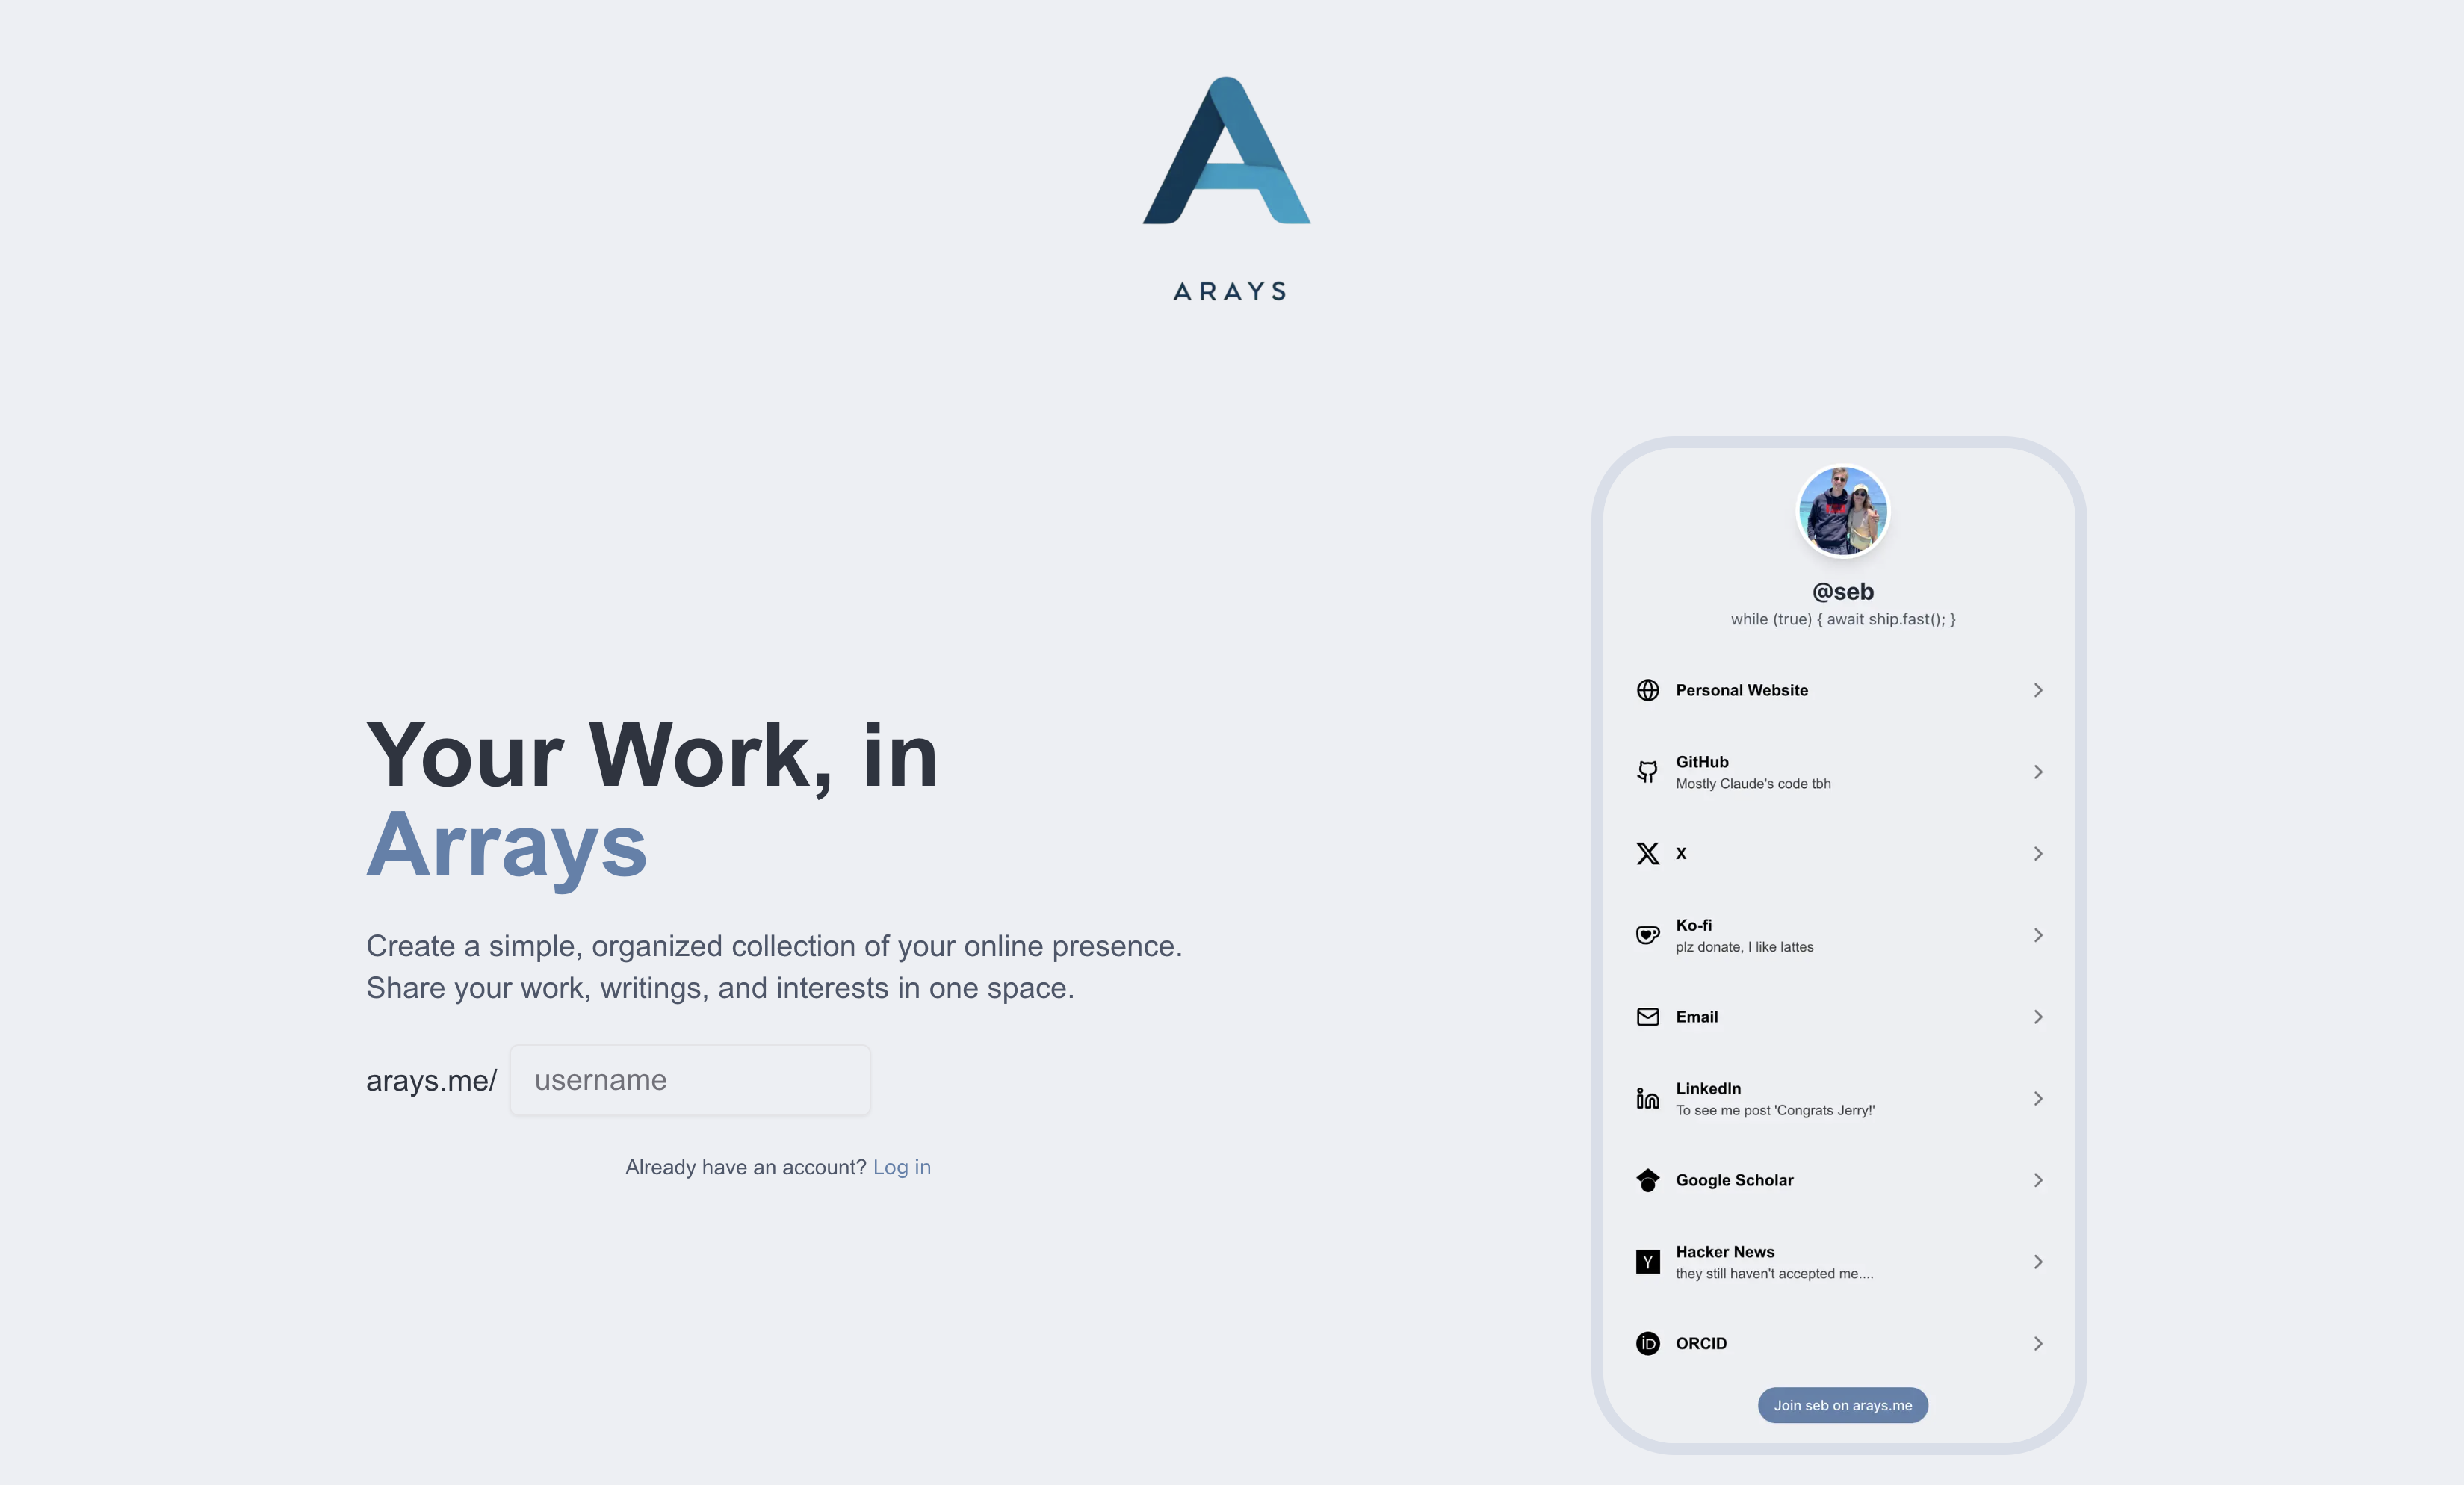 ARAYS
Your Work, in
Arrays
Create a simple, organized collection of your online presence.
Share your work, writings, and interests in one space.
arays.me/ username
Already have an account? Log in
@seb
while (true) { await ship.fast(); }
Personal Website
GitHub
Mostly Claude's code tbh
X
Ko-fi
plz donate, I like lattes
Email
LinkedIn
To see me post 'Congrats Jerry!'
Google Scholar
Y
Hacker News
they still haven't accepted me....
iD
ORCID
Join seb on arays.me